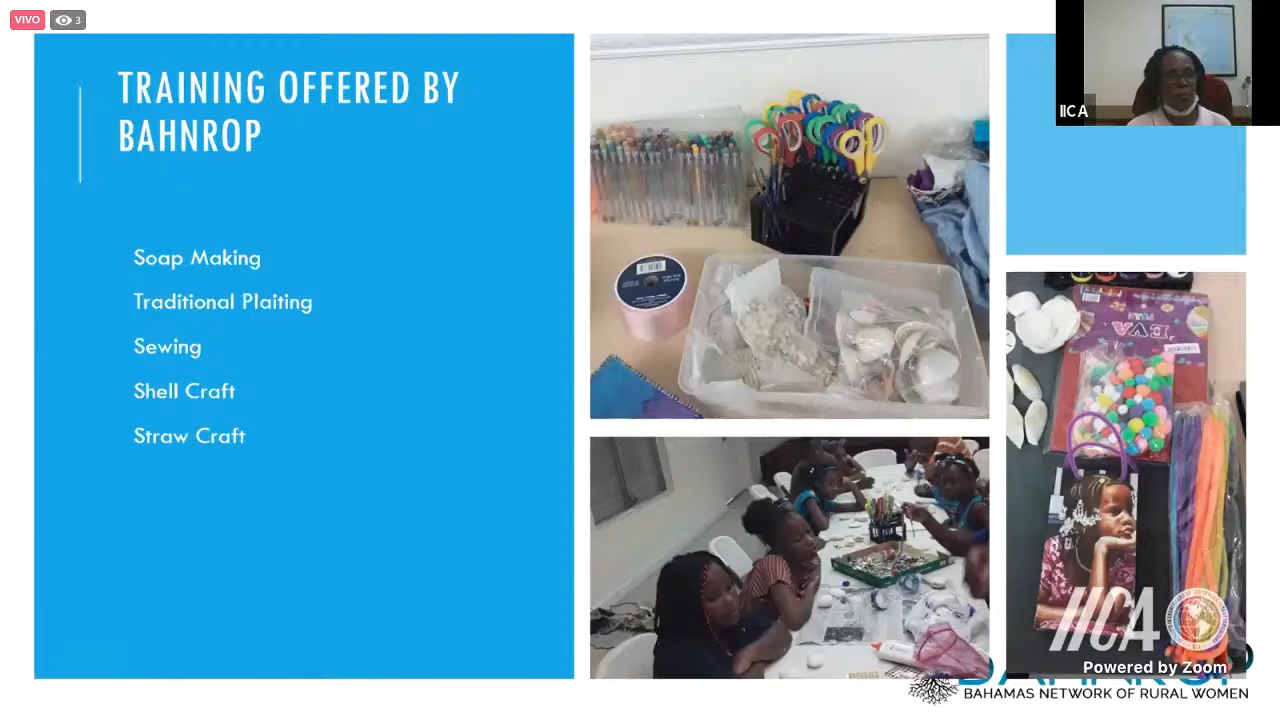 VIVO 3
TRAINING OFFERED BY
BAHNROP
Soap Making
Traditional Plaiting
Sewing
Shell Craft
Straw Craft
IICA
EVA
IICA
Powered by Zoom
BAHAMAS NETWORK OF RURAL WOMEN